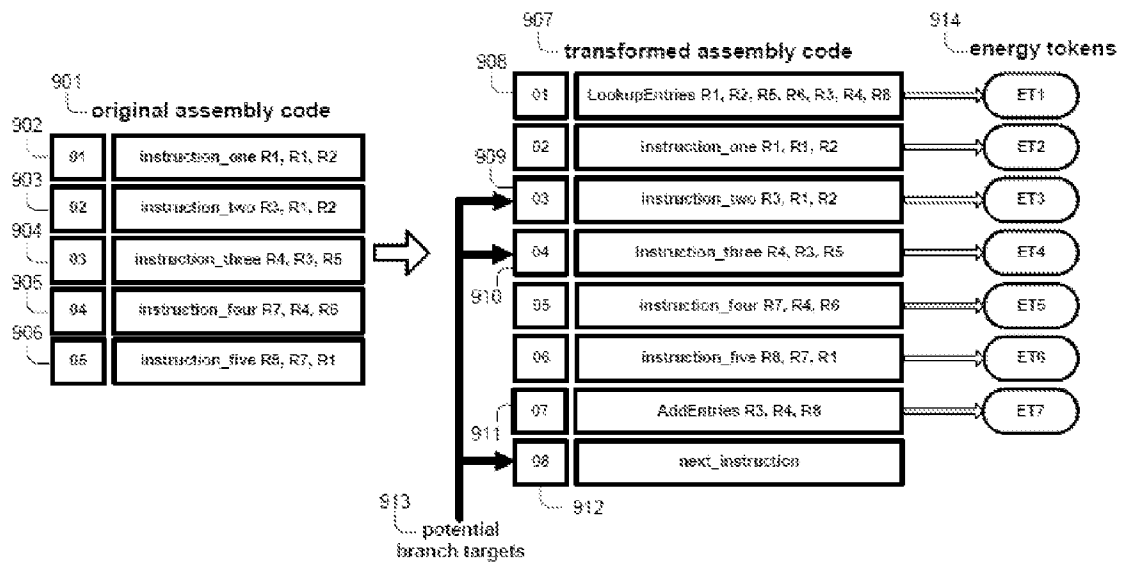 901
original assembly code
902
01 instruction_one R1, R1, R2
903
02 instruction_two R3, R1, R2
904
03 instruction_three R4, R3, R5
905
04 instruction_four R7, R4, R6
906
05 instruction_five R8, R7, R1
907
transformed assembly code
908
01 LookupEntries R1, R2, R5, R6, R3, R4, R8
02 instruction_one R1, R1, R2
909
03 instruction_two R3, R1, R2
04 instruction_three R4, R3, R5
910
05 instruction_four R7, R4, R6
06 instruction_five R8, R7, R1
07 AddEntries R3, R4, R8
911
08 next_instruction
912
913
potential
branch targets
914
energy tokens
ET1
ET2
ET3
ET4
ET5
ET6
ET7